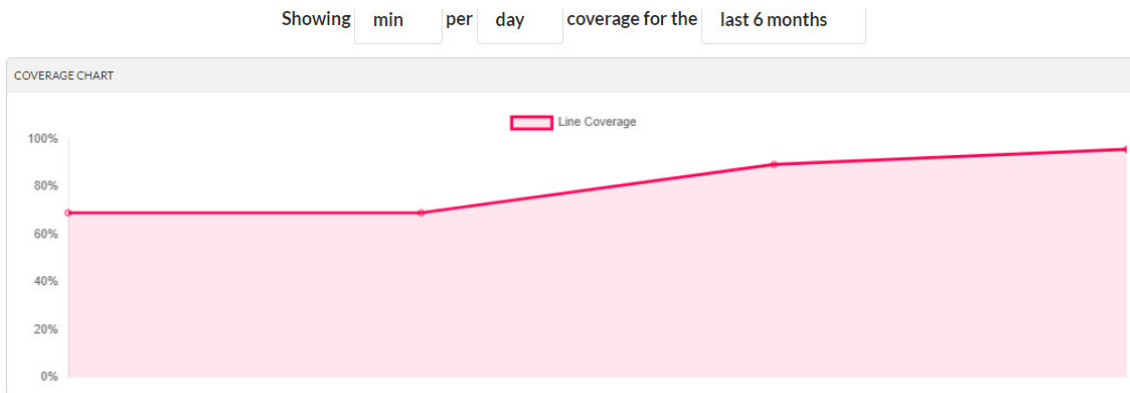 Showing min per day coverage for the last 6 months
COVERAGE CHART
Line Coverage
100%
80%
60%
40%
20%
0%